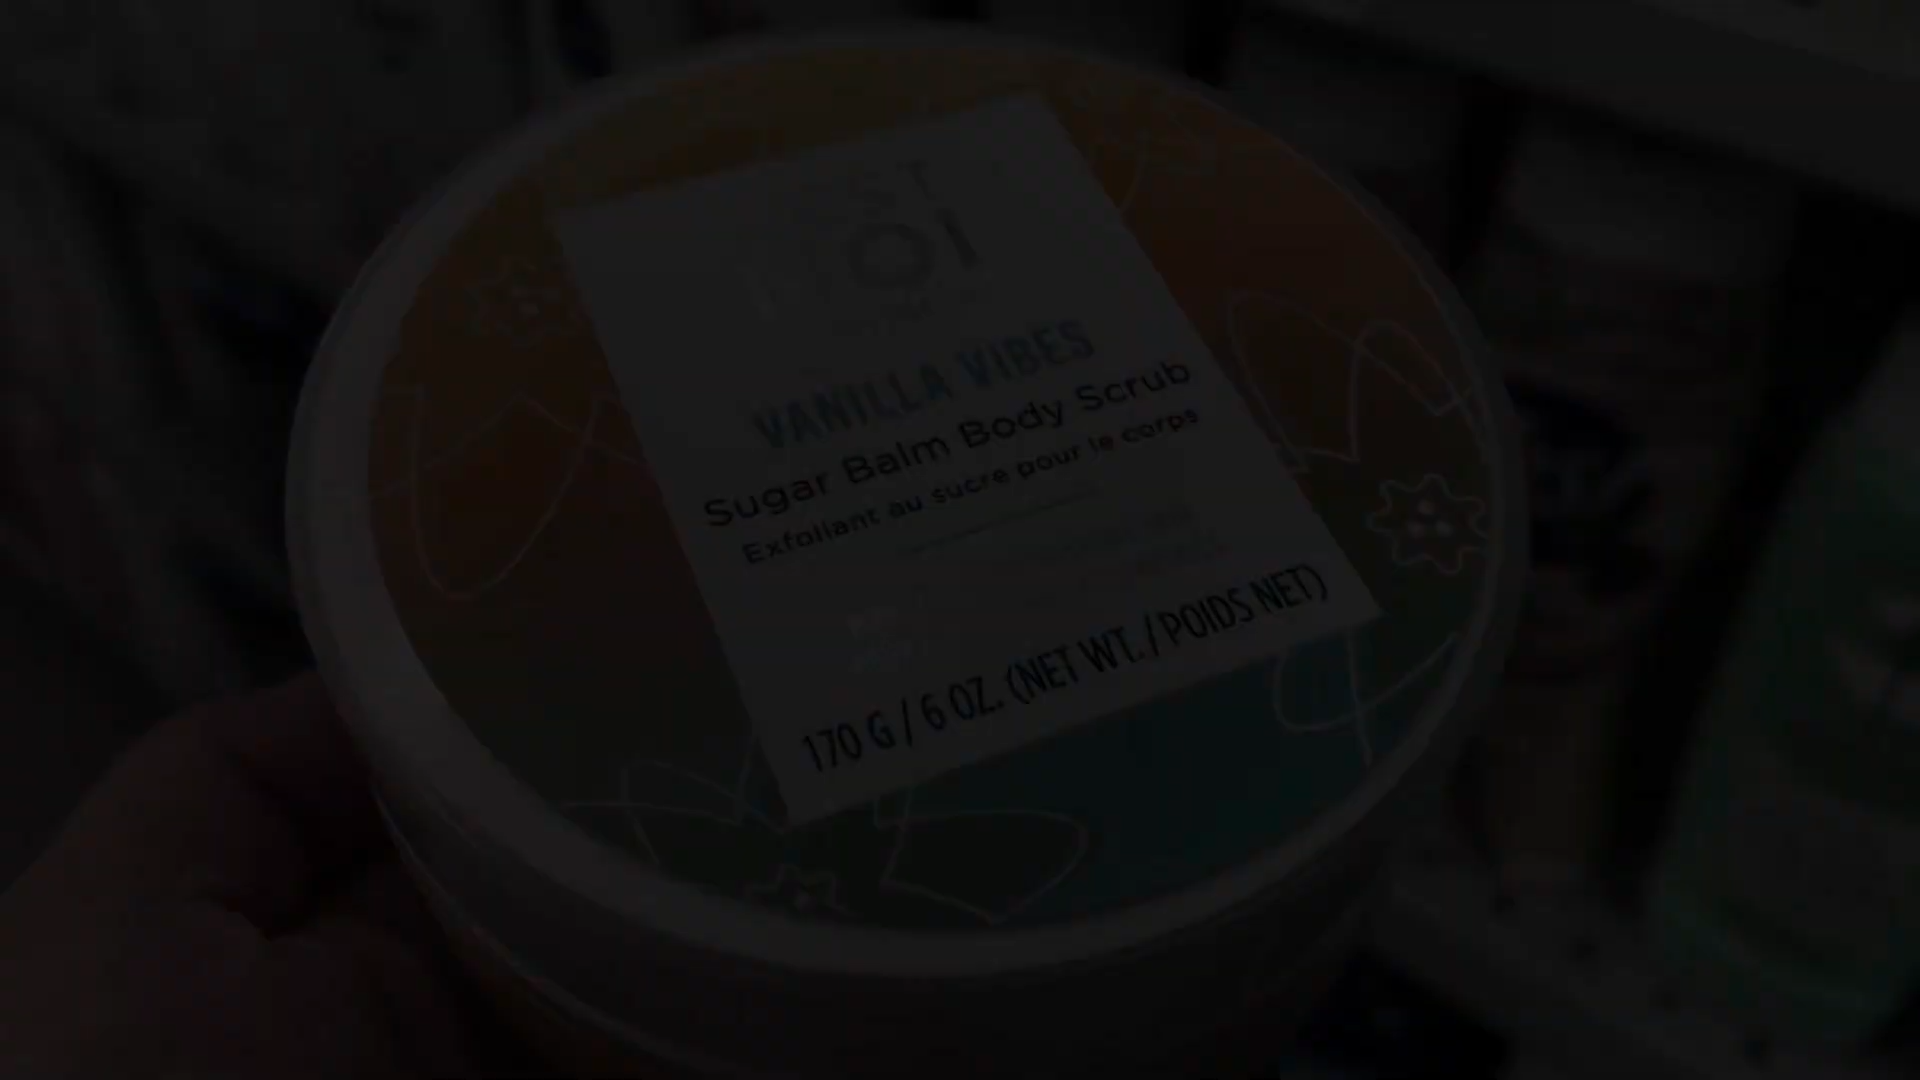 VANILLA VIBES
Sugar Balm Body Scrub
Exfoliant au sucre pour le corps
170 G / 6 OZ. (NET WT. / POIDS NET)